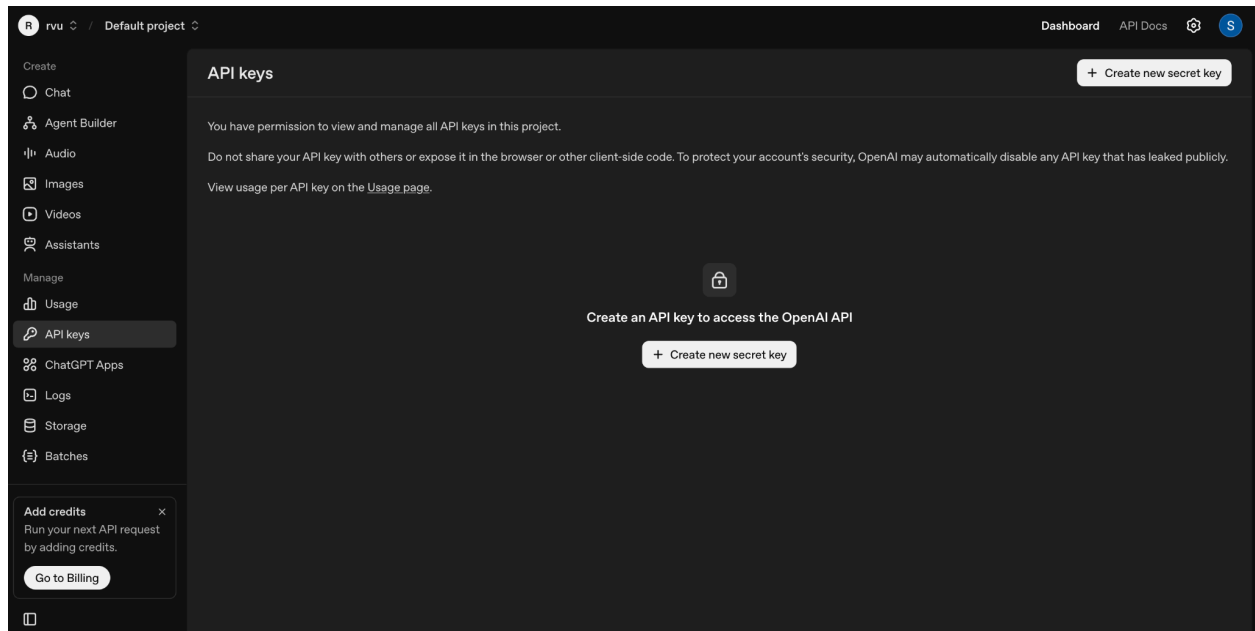 R rvu / Default project
Dashboard API Docs S
Create
Chat
Agent Builder
Audio
Images
Videos
Assistants
Manage
Usage
API keys
ChatGPT Apps
Logs
Storage
Batches
Add credits
Run your next API request
by adding credits.
Go to Billing
API keys
+ Create new secret key
You have permission to view and manage all API keys in this project.
Do not share your API key with others or expose it in the browser or other client-side code. To protect your account's security, OpenAI may automatically disable any API key that has leaked publicly.
View usage per API key on the Usage page.
Create an API key to access the OpenAI API
+ Create new secret key